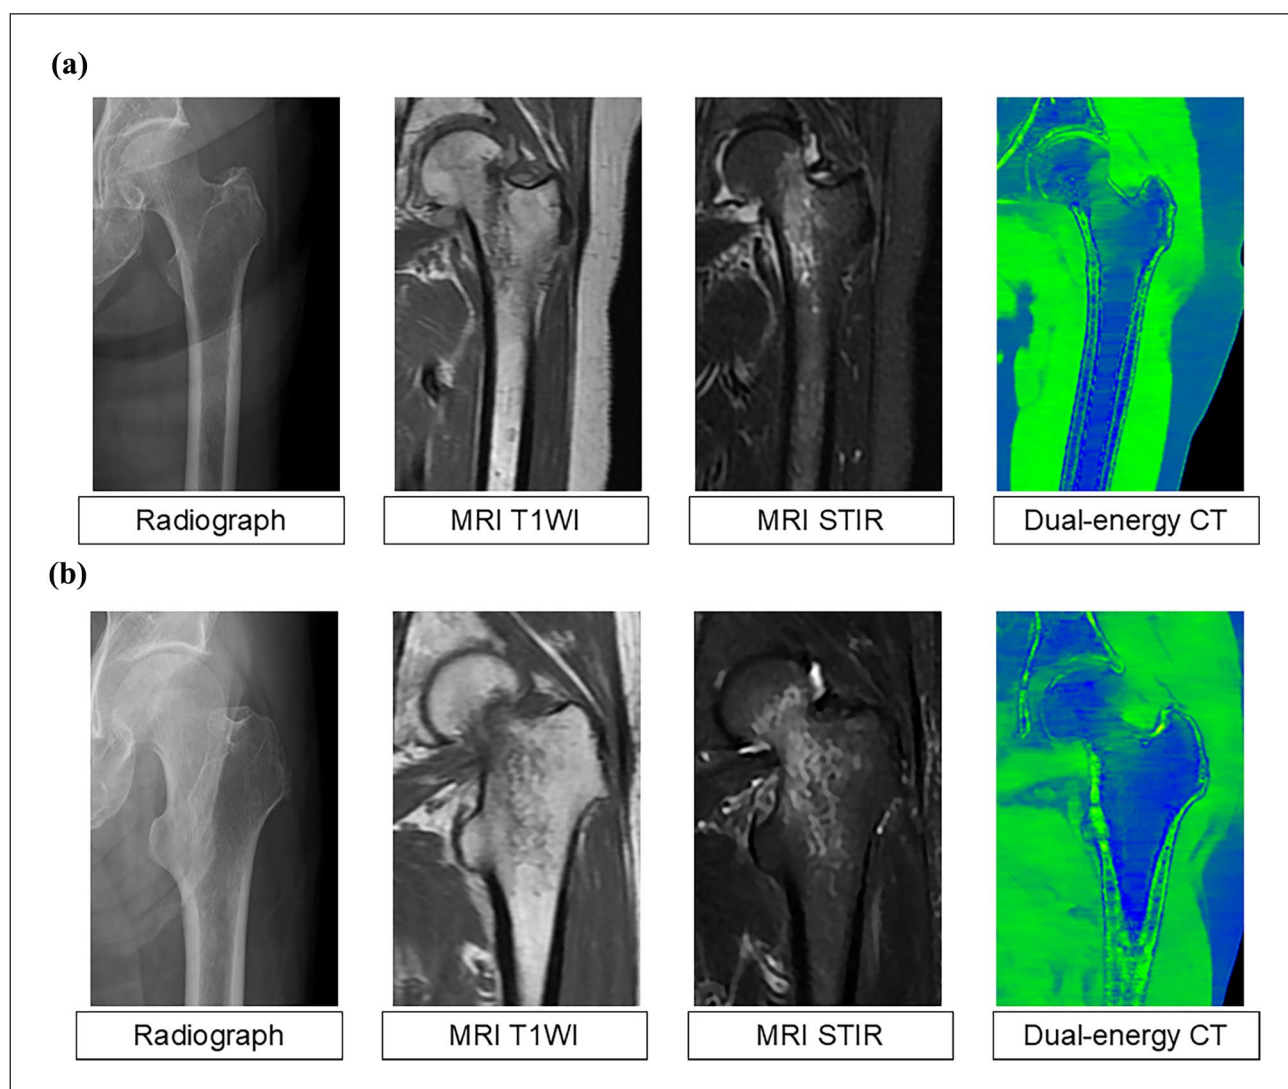 (a)
Radiograph
MRI T1WI
MRI STIR
Dual-energy CT
(b)
Radiograph
MRI T1WI
MRI STIR
Dual-energy CT